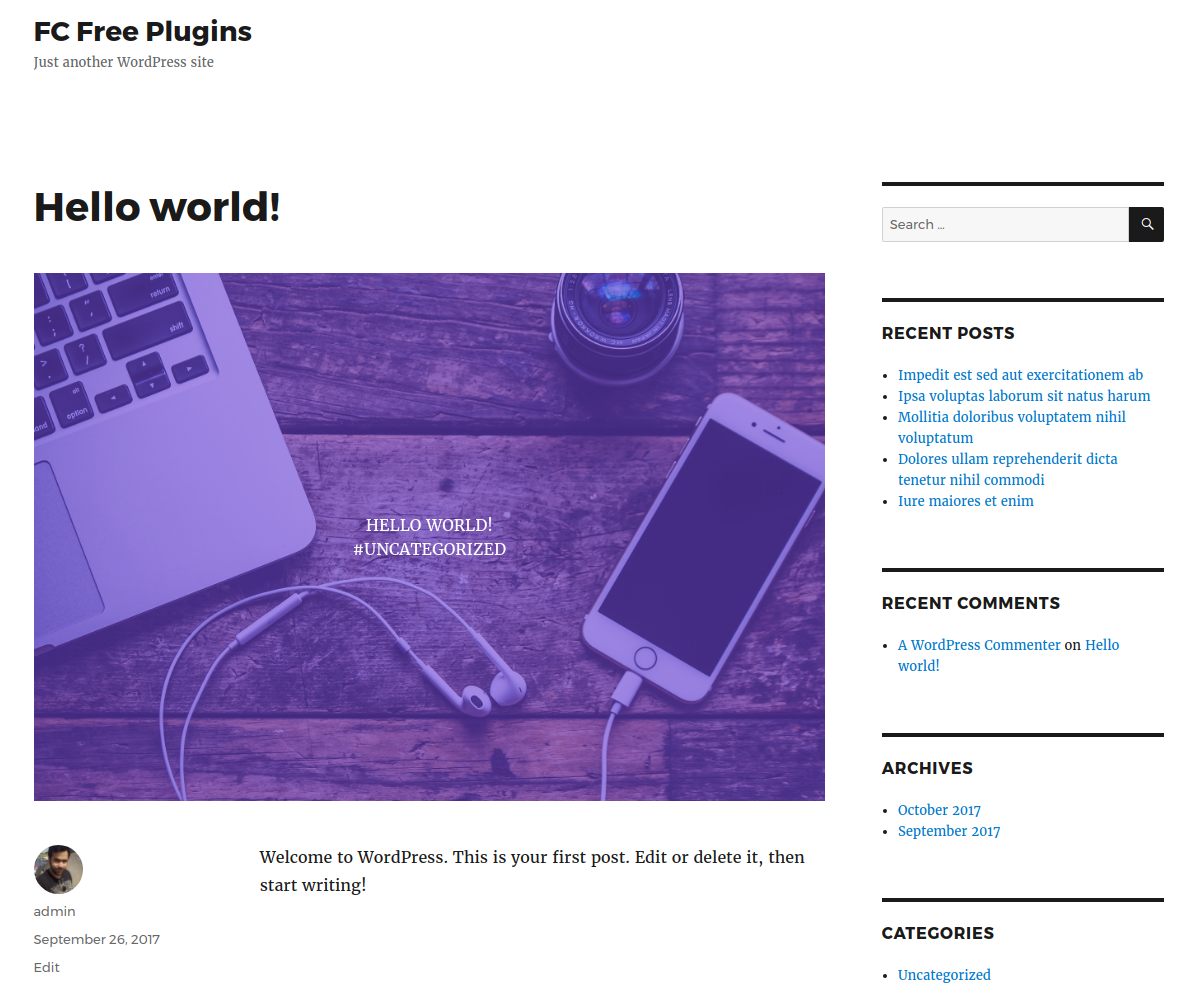 FC Free Plugins
Just another WordPress site
Hello world!
enter
return
shift
alt
option
HELLO WORLD!
#UNCATEGORIZED
admin
September 26, 2017
Edit
Welcome to WordPress. This is your first post. Edit or delete it, then
start writing!
Search …
RECENT POSTS
Impedit est sed aut exercitationem ab
Ipsa voluptas laborum sit natus harum
Mollitia doloribus voluptatem nihil
voluptatum
Dolores ullam reprehenderit dicta
tenetur nihil commodi
Iure maiores et enim
RECENT COMMENTS
A WordPress Commenter on Hello
world!
ARCHIVES
October 2017
September 2017
CATEGORIES
Uncategorized